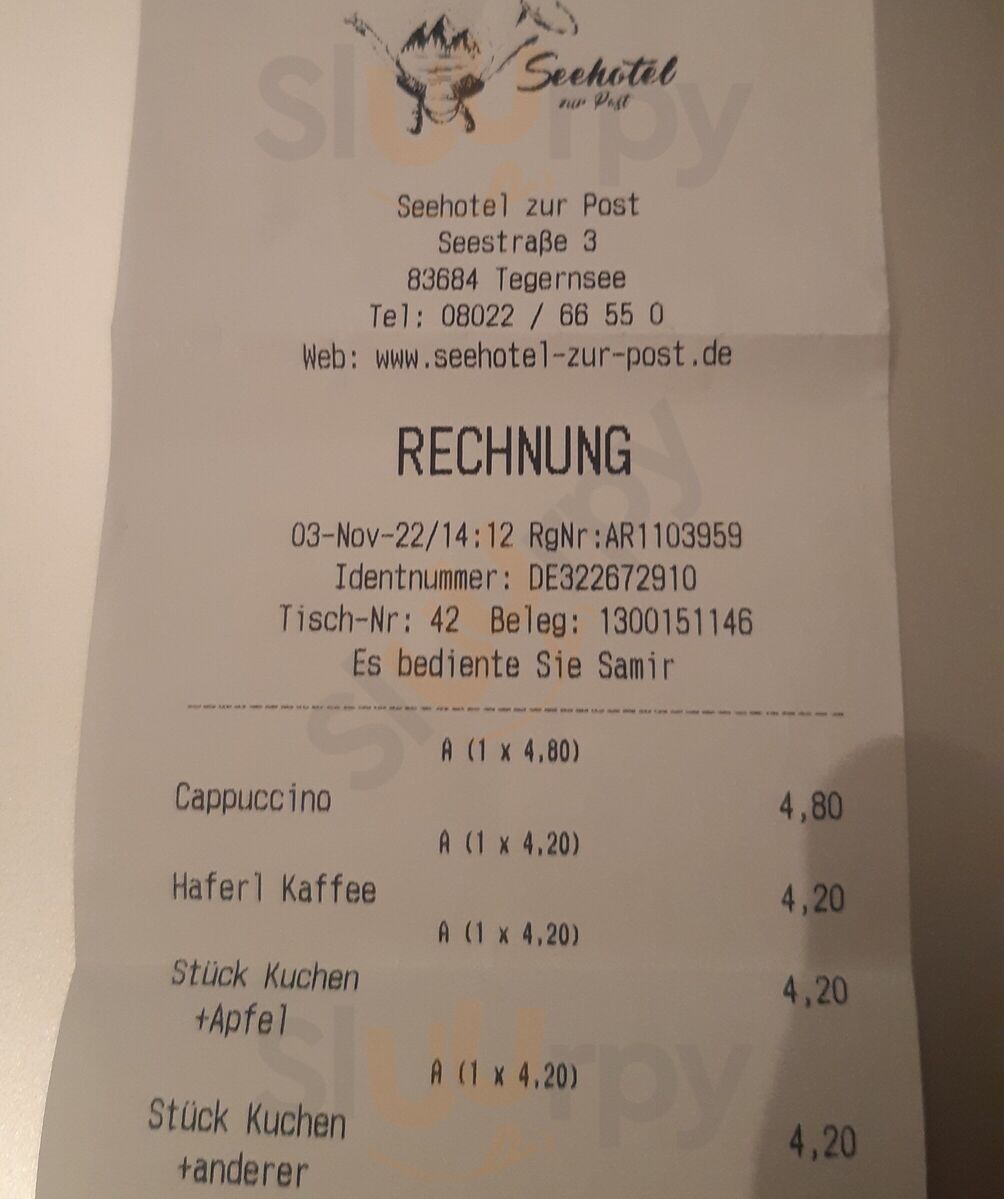 Seehotel
zur Post
Seehotel zur Post
Seestraße 3
83684 Tegernsee
Tel: 08022 / 66 55 0
Web: www.seehotel-zur-post.de
RECHNUNG
03-Nov-22/14:12 RgNr:AR1103959
Identnummer: DE322672910
Tisch-Nr: 42 Beleg: 1300151146
Es bediente Sie Samir
A (1 x 4,80)
Cappuccino 4,80
A (1 x 4,20)
Haferl Kaffee 4,20
A (1 x 4,20)
Stück Kuchen 4,20
+Apfel
A (1 x 4,20)
Stück Kuchen 4,20
+anderer
Sluurpy
Sluurpy
Sluurpy